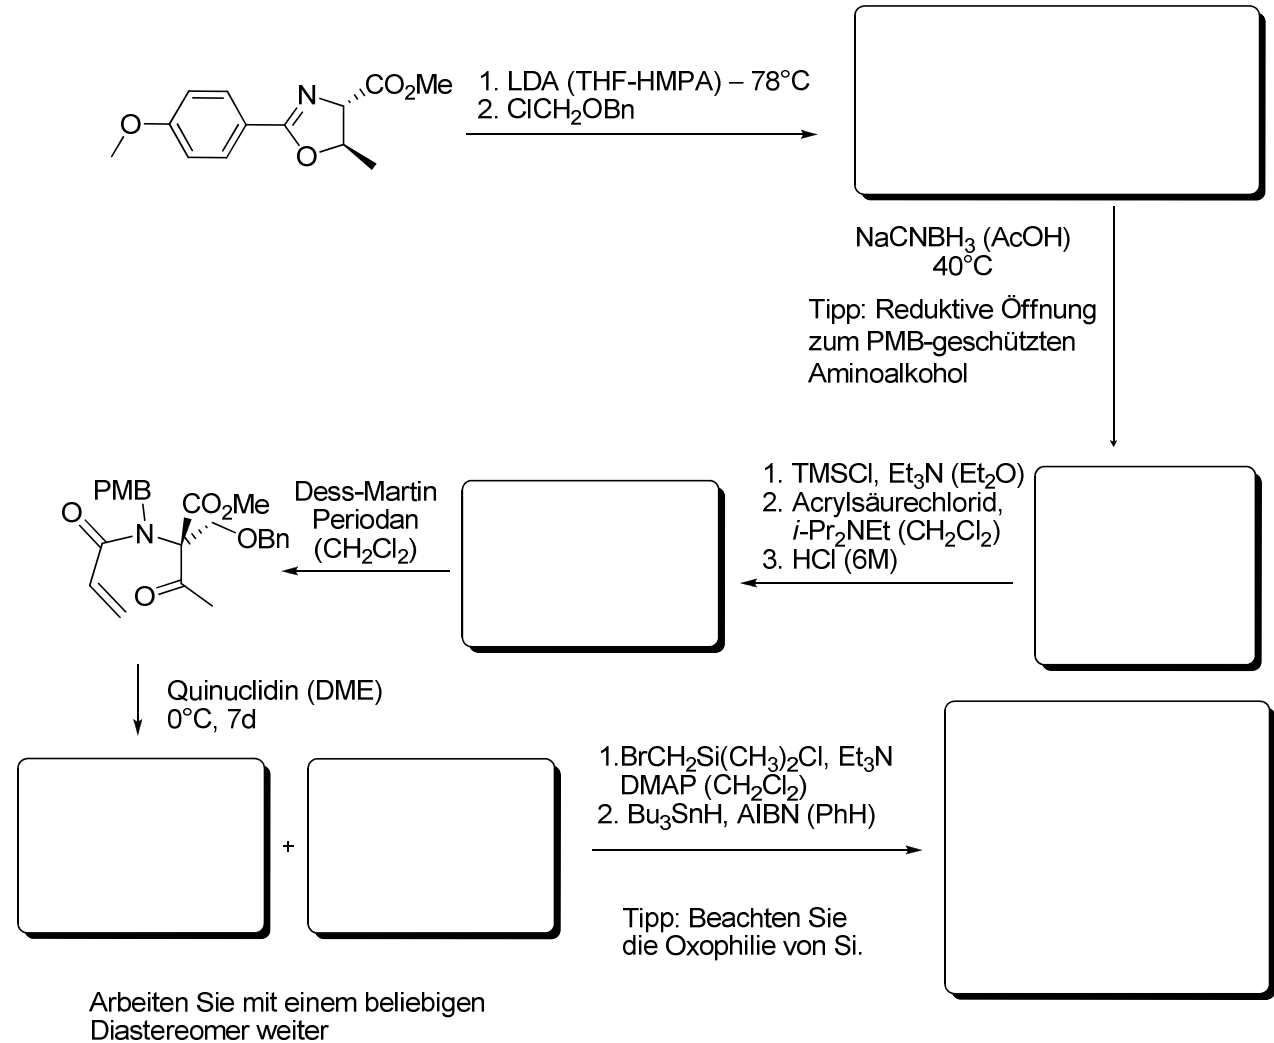 O
N
O
CO₂Me
1. LDA (THF-HMPA) – 78°C
2. ClCH₂OBn
NaCNBH₃ (AcOH)
40°C
Tipp: Reduktive Öffnung
zum PMB-geschützten
Aminoalkohol
1. TMSCl, Et₃N (Et₂O)
2. Acrylsäurechlorid,
i-Pr₂NEt (CH₂Cl₂)
3. HCl (6M)
Dess-Martin
Periodan
(CH₂Cl₂)
PMB
O
N
CO₂Me
OBn
O
Quinuclidin (DME)
0°C, 7d
+
1.BrCH₂Si(CH₃)₂Cl, Et₃N
DMAP (CH₂Cl₂)
2. Bu₃SnH, AIBN (PhH)
Tipp: Beachten Sie
die Oxophilie von Si.
Arbeiten Sie mit einem beliebigen
Diastereomer weiter